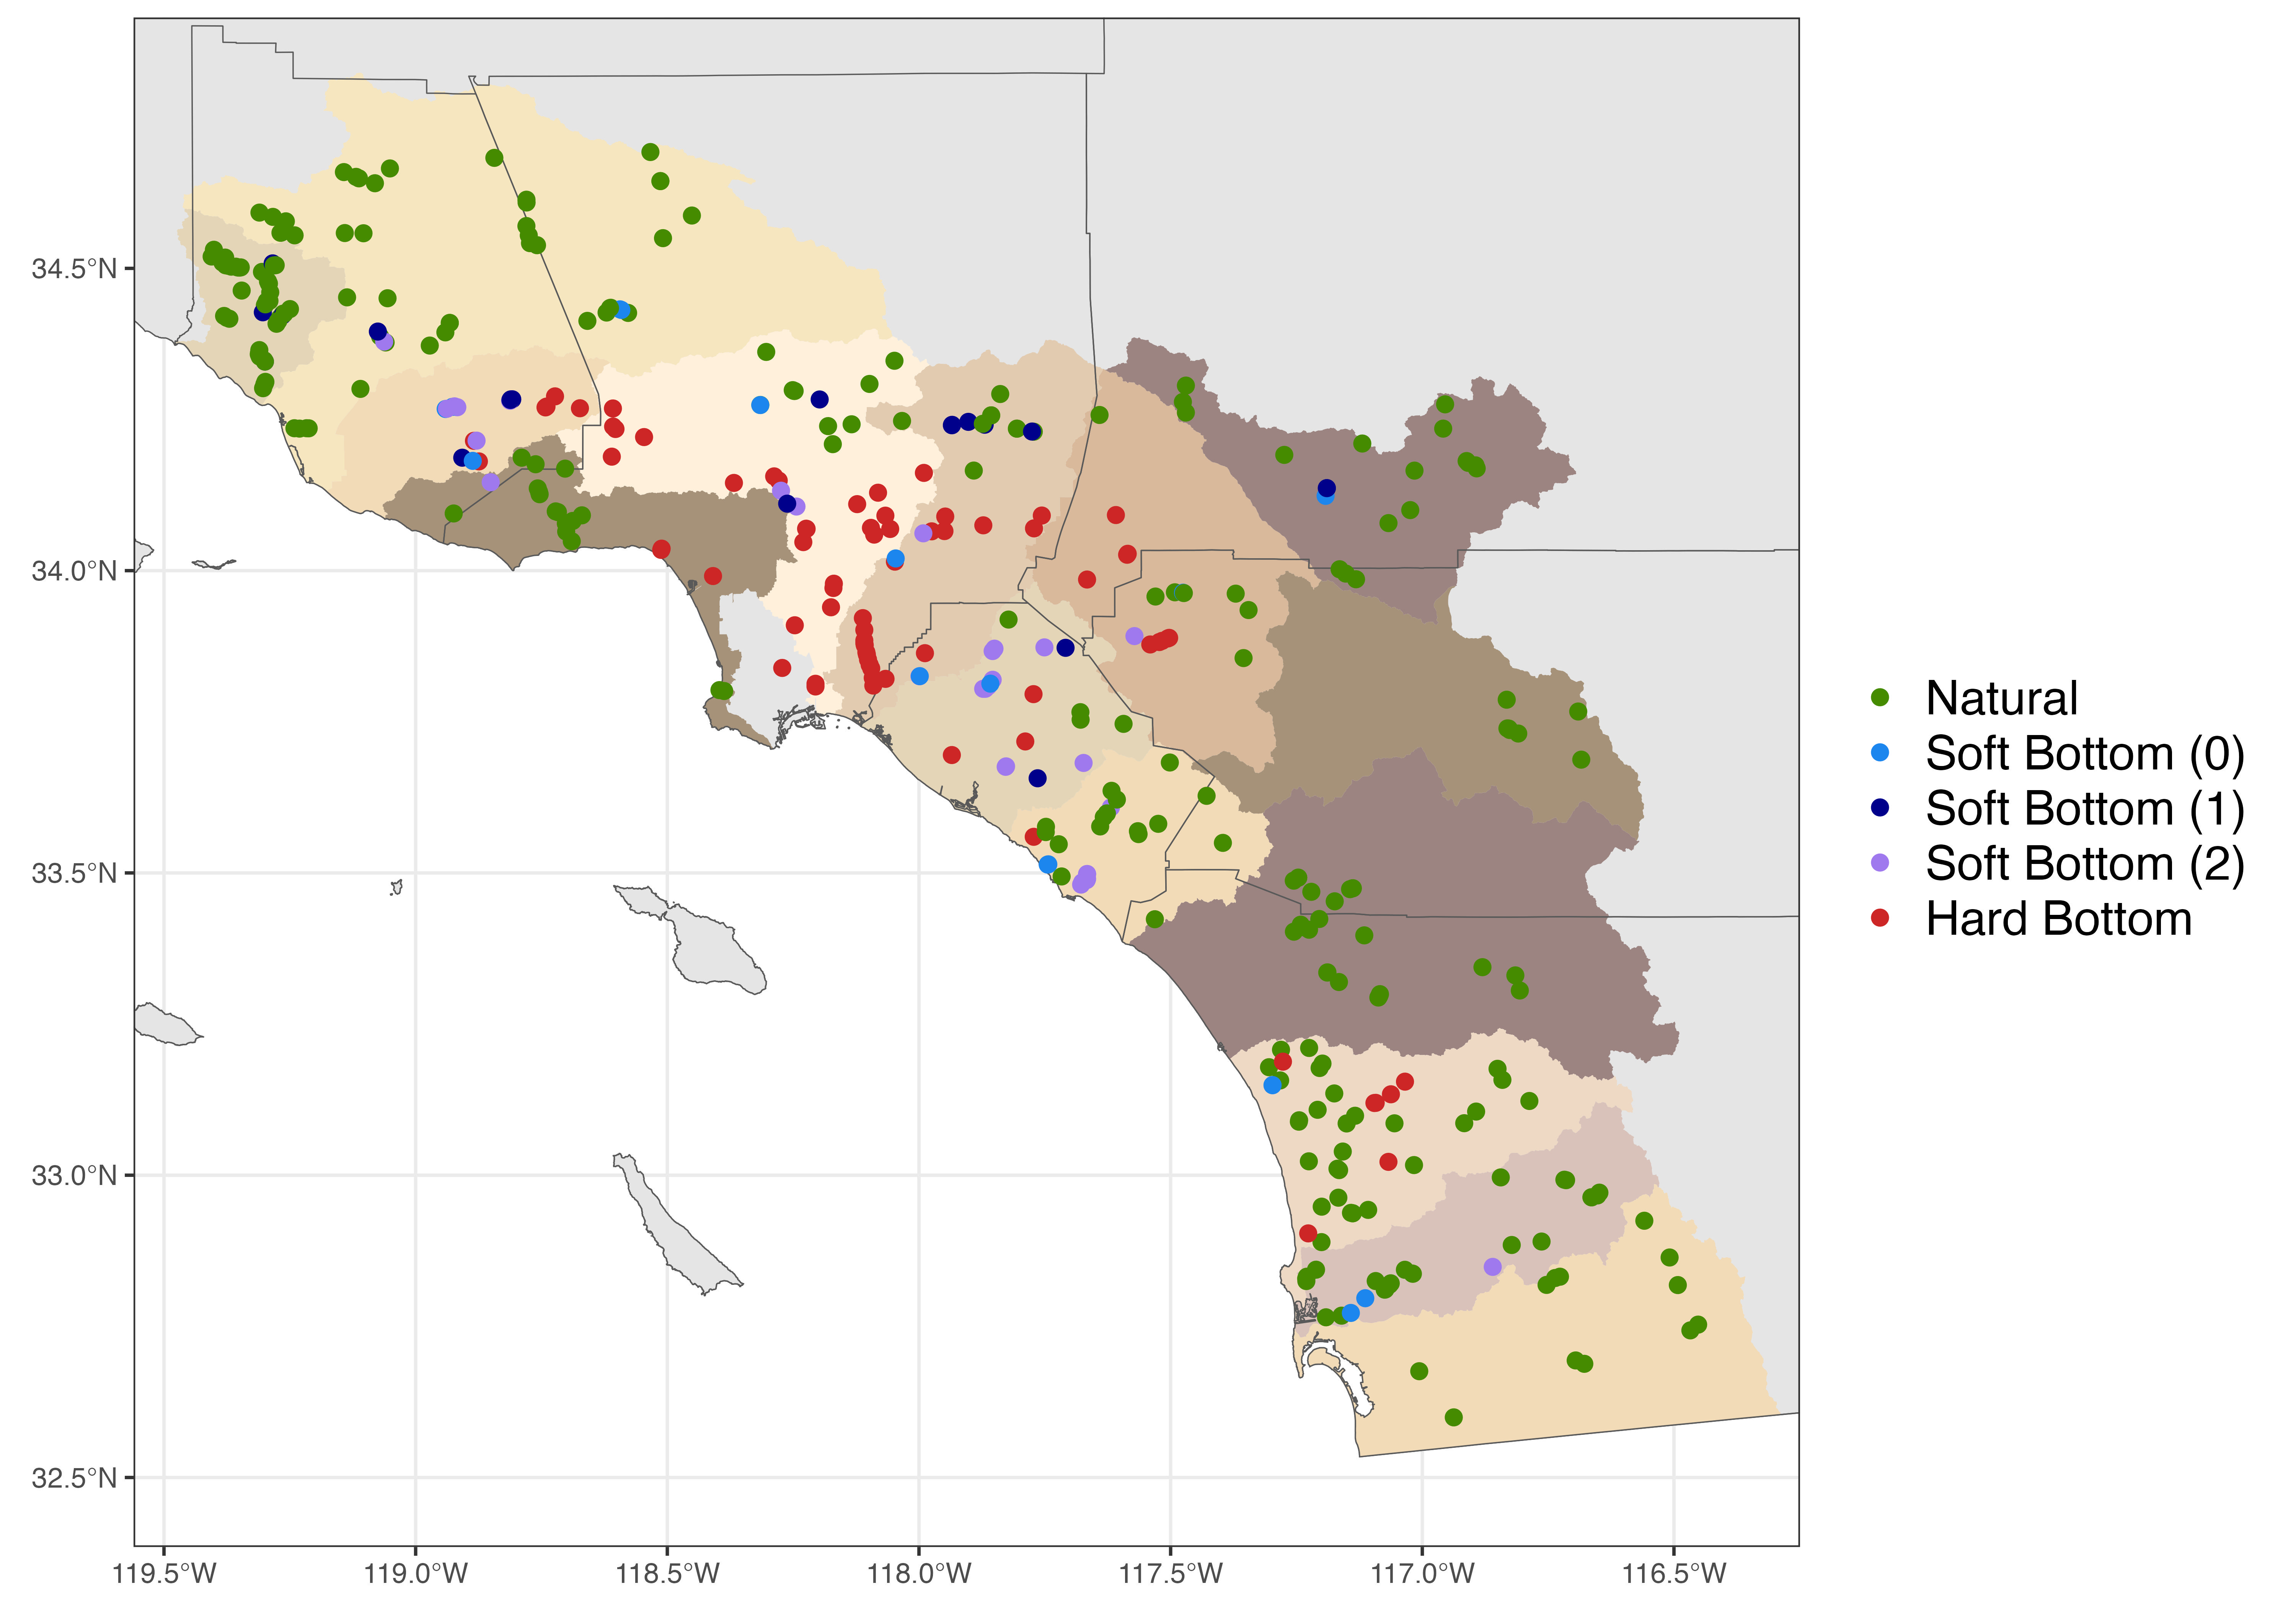 34.5°N
34.0°N
33.5°N
33.0°N
32.5°N
119.5°W 119.0°W 118.5°W 118.0°W 117.5°W 117.0°W 116.5°W
Natural
Soft Bottom (0)
Soft Bottom (1)
Soft Bottom (2)
Hard Bottom